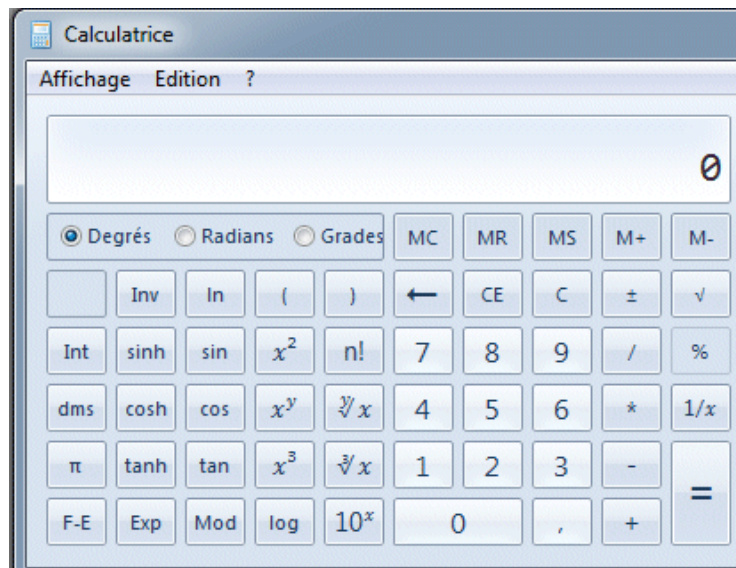 Calculatrice
Affichage Edition ?
0
Degrés Radians Grades MC MR MS M+ M-
Inv ln ( ) ← CE C ± √
Int sinh sin x² n! 7 8 9 / %
dms cosh cos xʸ ʸ√x 4 5 6 * 1/x
π tanh tan x³ ³√x 1 2 3 - =
F-E Exp Mod log 10ˣ 0 , +